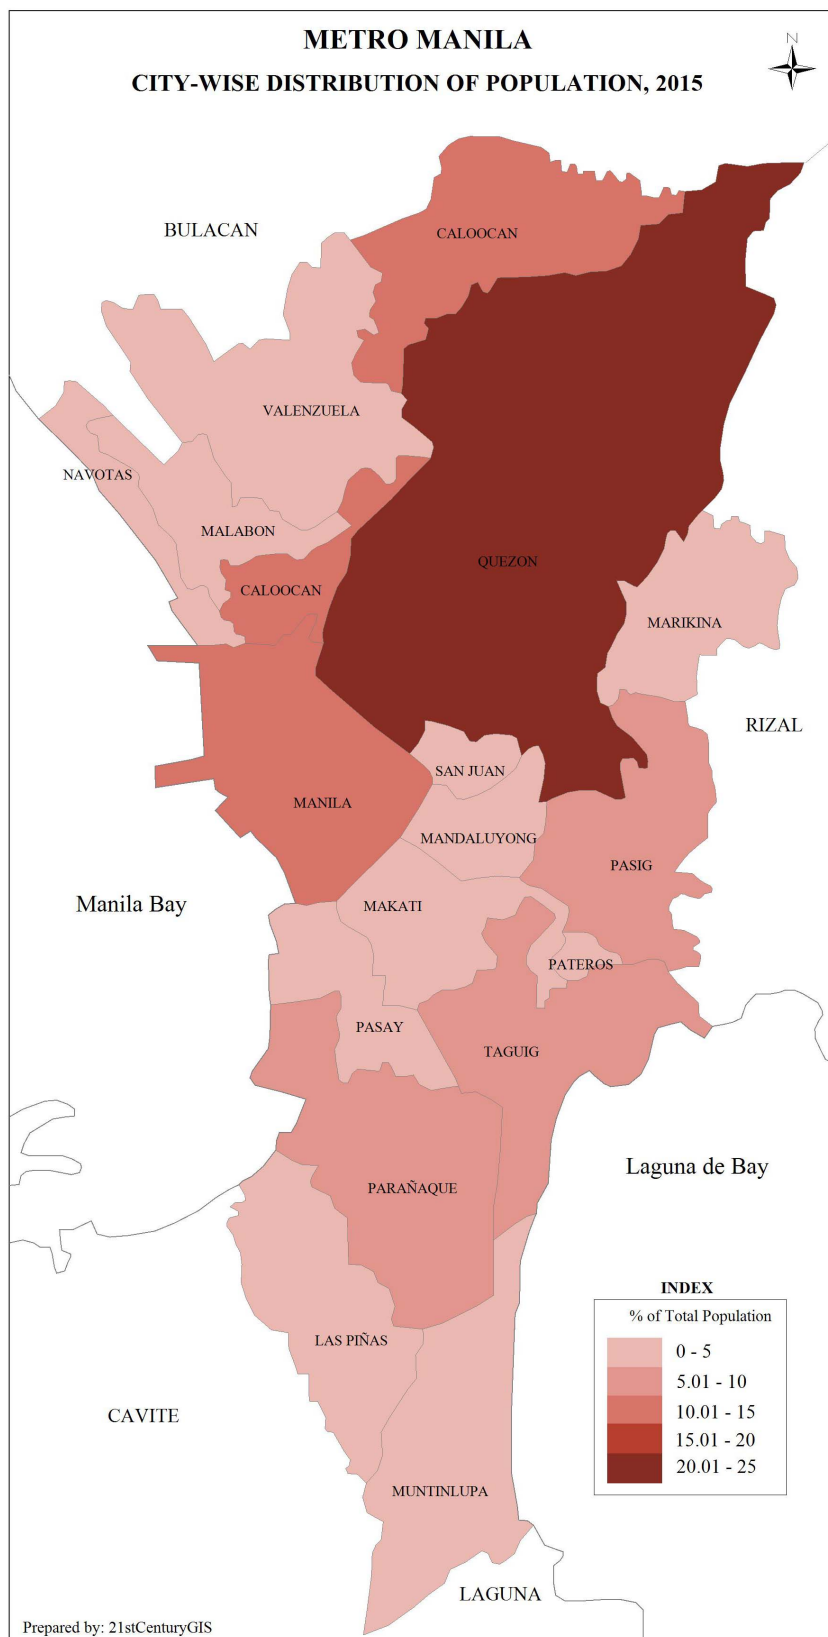 METRO MANILA
CITY-WISE DISTRIBUTION OF POPULATION, 2015
N
BULACAN
CALOOCAN
VALENZUELA
NAVOTAS
MALABON
QUEZON
CALOOCAN
MARIKINA
RIZAL
SAN JUAN
MANILA
MANDALUYONG
PASIG
Manila Bay
MAKATI
PATEROS
PASAY
TAGUIG
Laguna de Bay
PARAÑAQUE
LAS PIÑAS
CAVITE
MUNTINLUPA
LAGUNA
INDEX
% of Total Population
0 - 5
5.01 - 10
10.01 - 15
15.01 - 20
20.01 - 25
Prepared by: 21stCenturyGIS